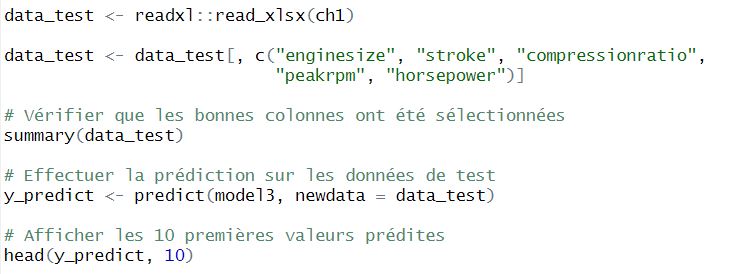 data_test <- readxl::read_xlsx(ch1)
data_test <- data_test[, c("enginesize", "stroke", "compressionratio",
"peakrpm", "horsepower")]
# Vérifier que les bonnes colonnes ont été sélectionnées
summary(data_test)
# Effectuer la prédiction sur les données de test
y_predict <- predict(model3, newdata = data_test)
# Afficher les 10 premières valeurs prédites
head(y_predict, 10)